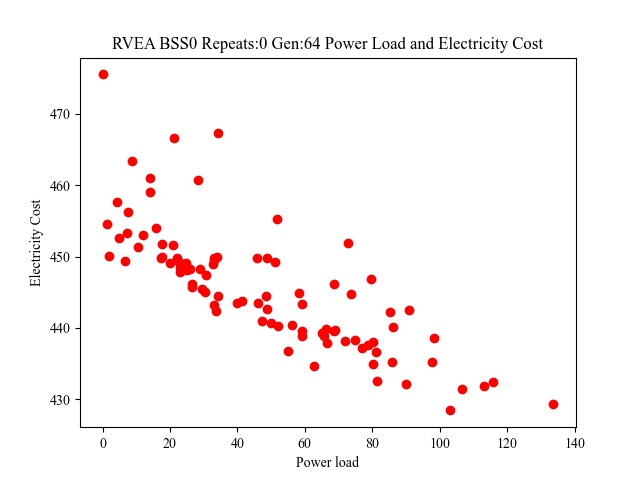 RVEA BSS0 Repeats:0 Gen:64 Power Load and Electricity Cost
470
460
450
440
430
Electricity Cost
0 20 40 60 80 100 120 140
Power load